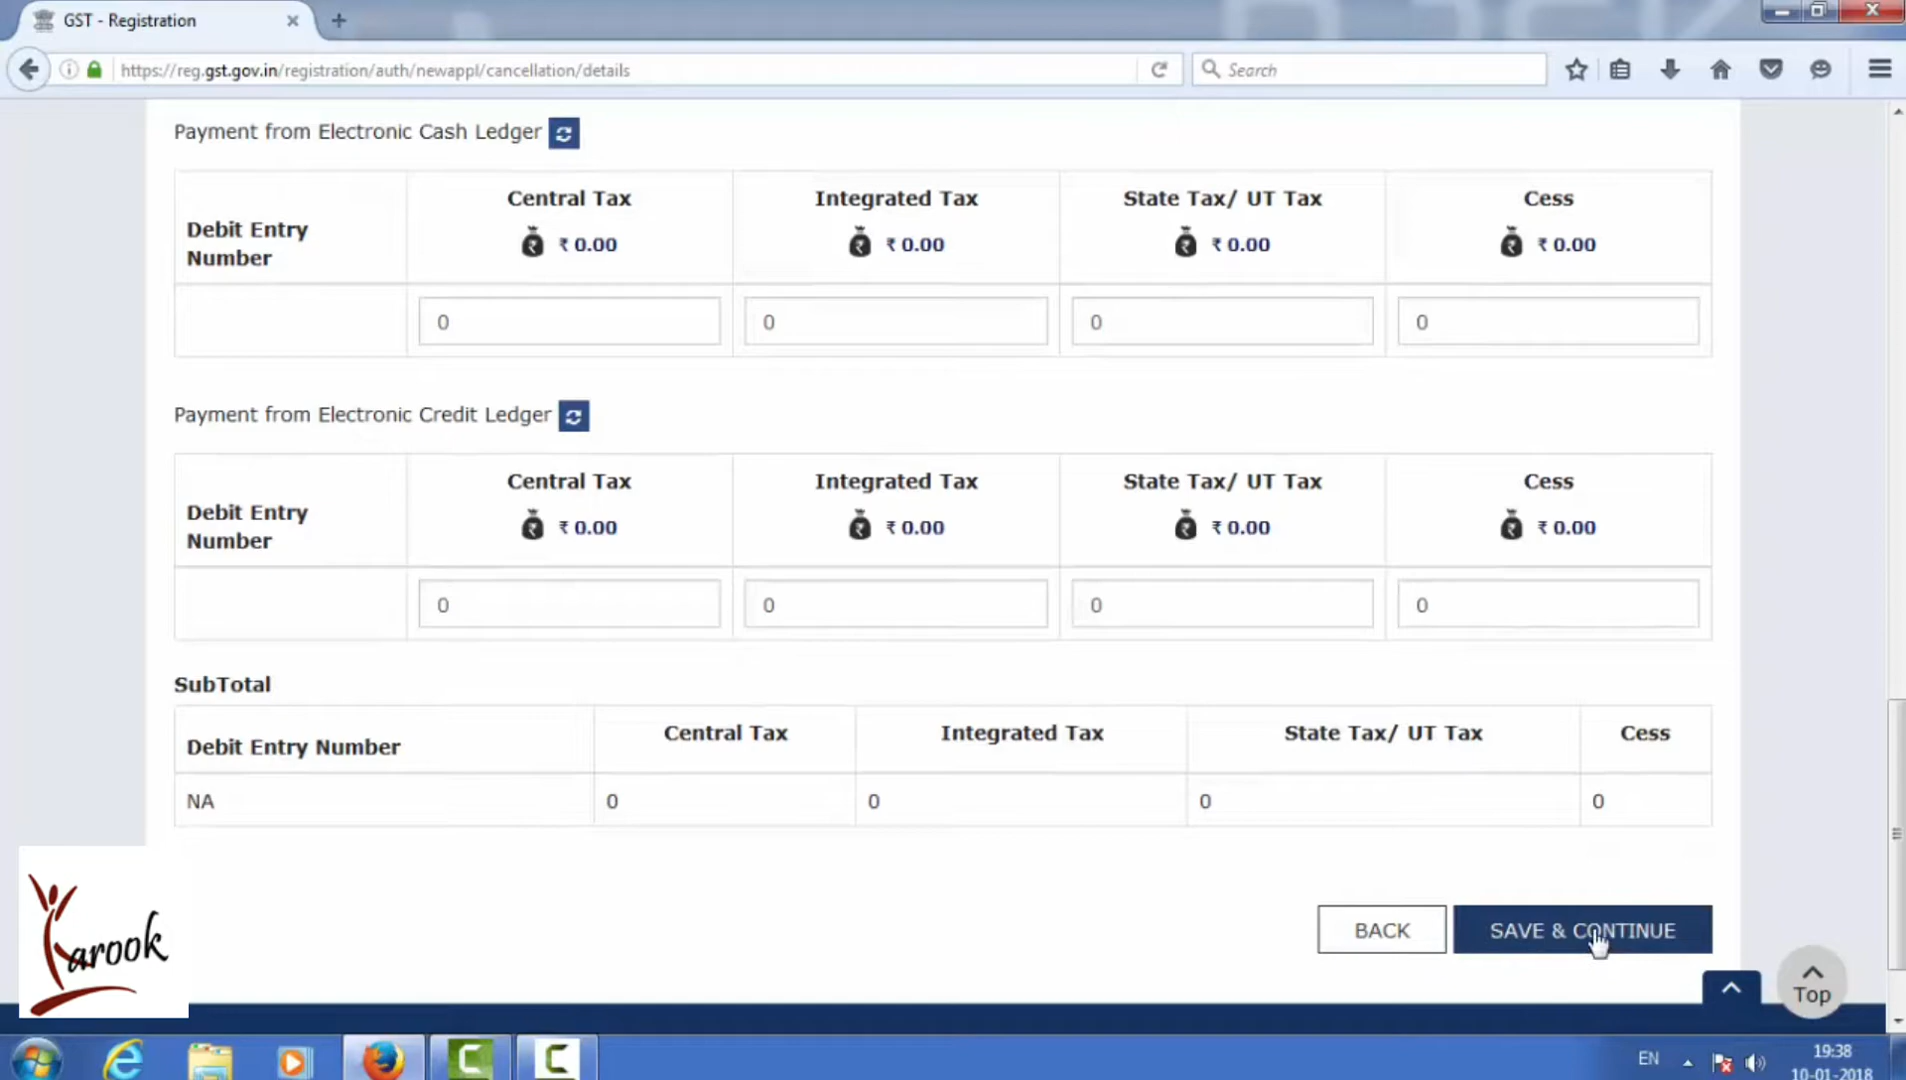 GST - Registration
https://reg.gst.gov.in/registration/auth/newappl/cancellation/details
Search
Payment from Electronic Cash Ledger
Debit Entry Number
Central Tax
₹ 0.00
Integrated Tax
₹ 0.00
State Tax/ UT Tax
₹ 0.00
Cess
₹ 0.00
0 0 0 0
Payment from Electronic Credit Ledger
Debit Entry Number
Central Tax
₹ 0.00
Integrated Tax
₹ 0.00
State Tax/ UT Tax
₹ 0.00
Cess
₹ 0.00
0 0 0 0
SubTotal
Debit Entry Number Central Tax Integrated Tax State Tax/ UT Tax Cess
NA 0 0 0 0
BACK SAVE & CONTINUE
Top
Karook
EN
19:38
10-01-2018